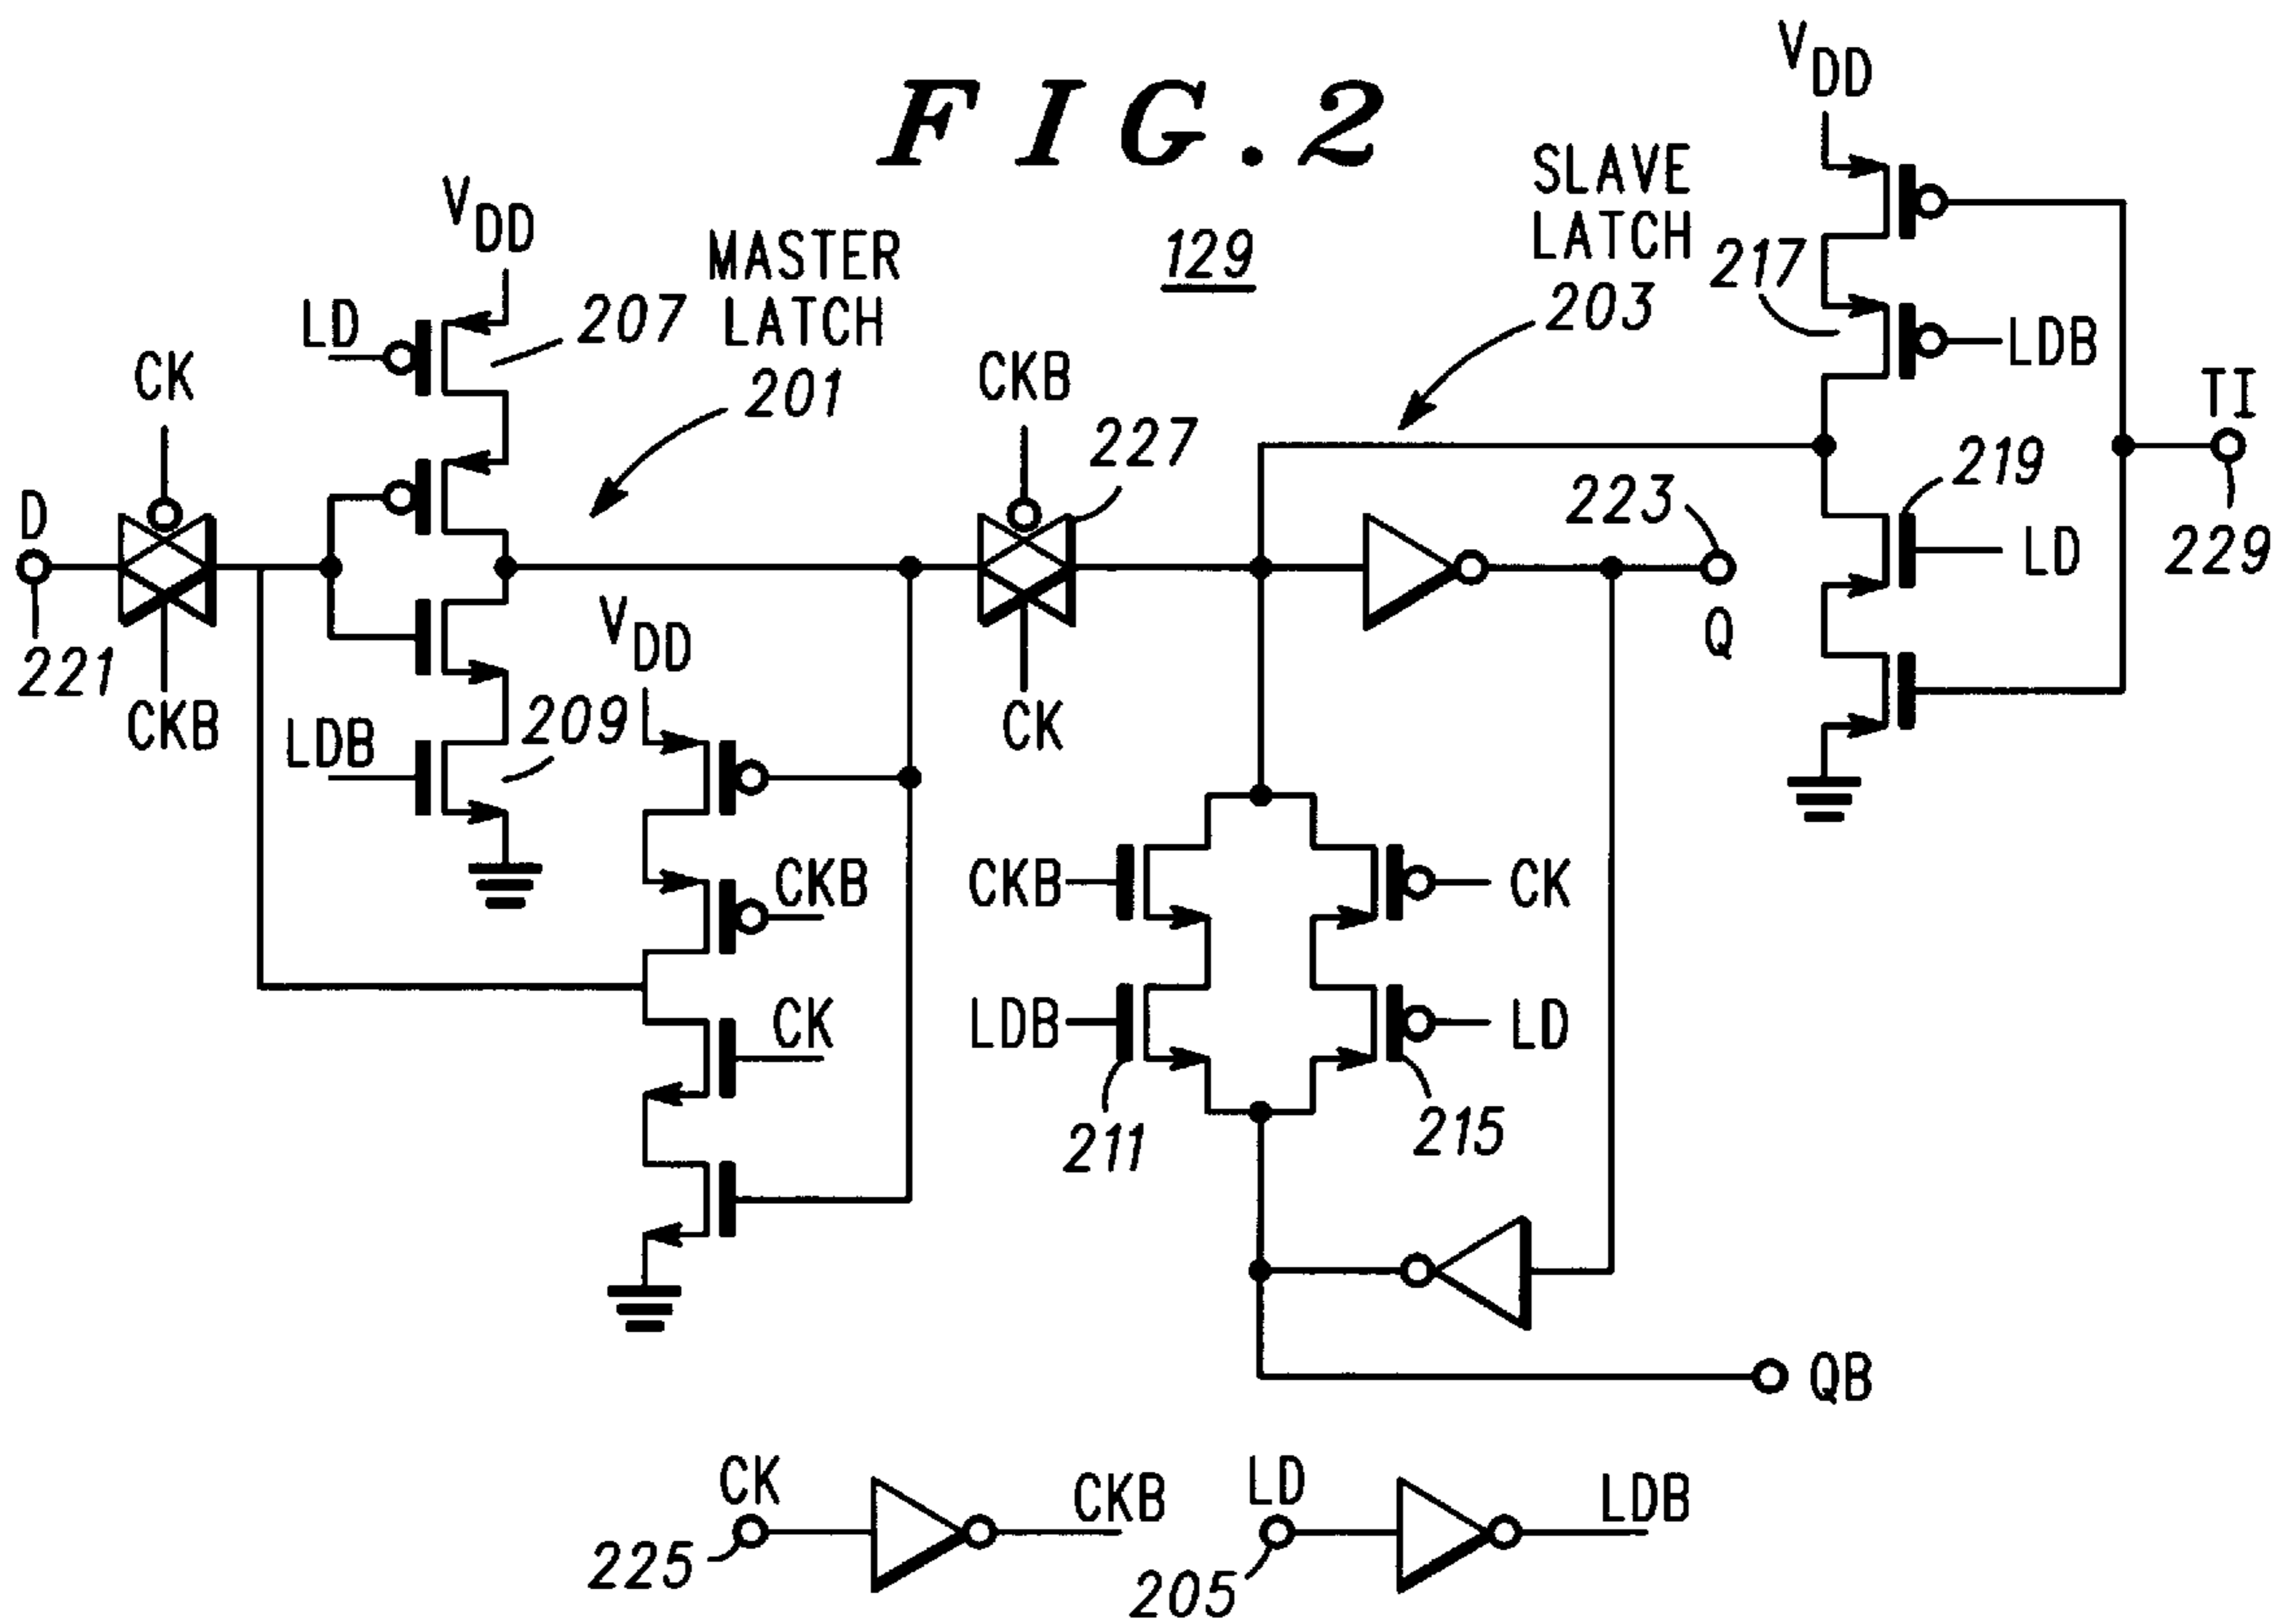 FIG.2
129
VDD
LD
207
MASTER
LATCH
201
CK
D
221
CKB
LDB
209
VDD
CKB
CK
CKB
227
CK
SLAVE
LATCH
203
VDD
217
LDB
TI
229
219
LD
223
Q
CKB
CK
LDB
LD
211
215
QB
CK
225
CKB
LD
205
LDB